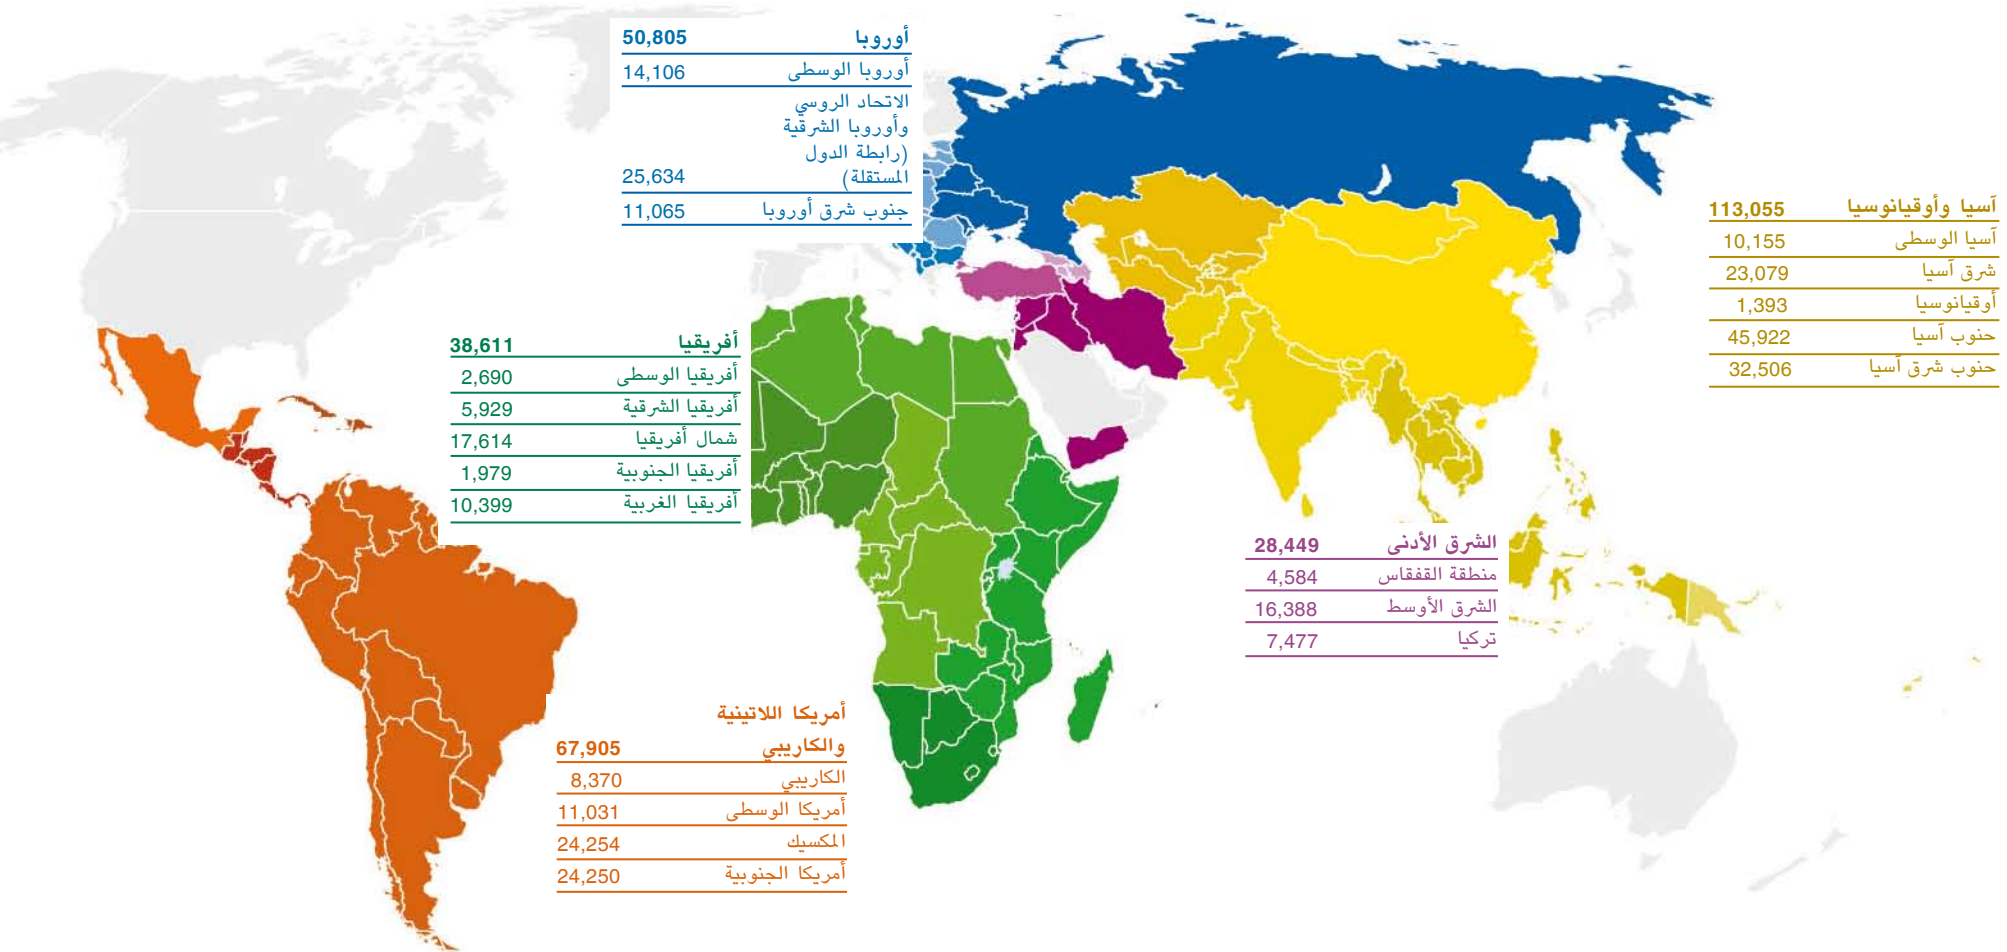 أوروبا 50,805
أوروبا الوسطى 14,106
الاتحاد الروسي
وأوروبا الشرقية
(رابطة الدول
المستقلة) 25,634
جنوب شرق أوروبا 11,065
آسيا وأوقيانوسيا 113,055
آسيا الوسطى 10,155
شرق آسيا 23,079
أوقيانوسيا 1,393
حنوب آسيا 45,922
حنوب شرق آسيا 32,506
أفريقيا 38,611
أفريقيا الوسطى 2,690
أفريقيا الشرقية 5,929
شمال أفريقيا 17,614
أفريقيا الجنوبية 1,979
أفريقيا الغربية 10,399
الشرق الأدنى 28,449
منطقة القفقاس 4,584
الشرق الأوسط 16,388
تركيا 7,477
أمريكا اللاتينية
والكاريبي 67,905
الكاريبي 8,370
أمريكا الوسطى 11,031
المكسيك 24,254
أمريكا الجنوبية 24,250